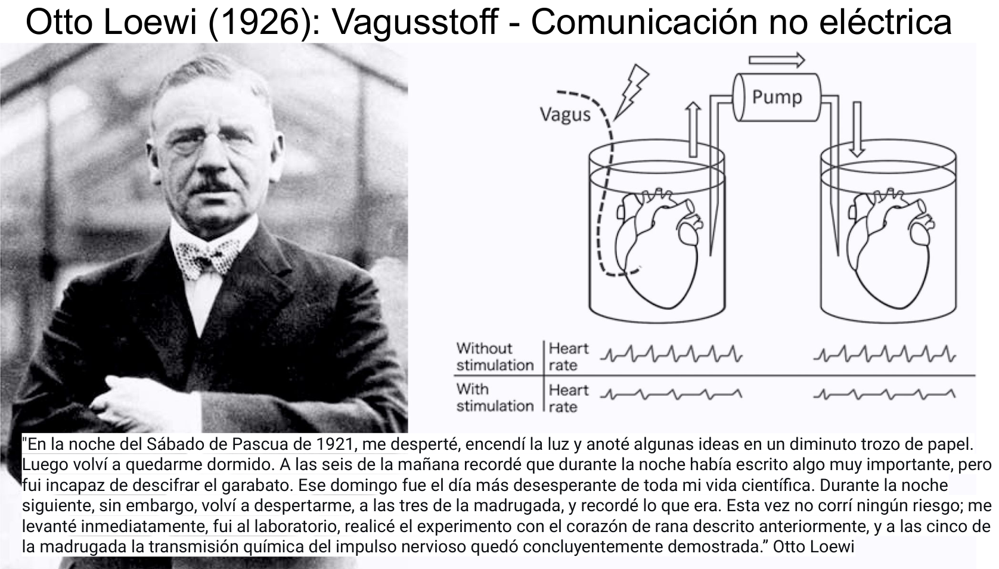 Otto Loewi (1926): Vagusstoff - Comunicación no eléctrica
Vagus
Pump
Without
stimulation
Heart
rate
With
stimulation
Heart
rate
"En la noche del Sábado de Pascua de 1921, me desperté, encendí la luz y anoté algunas ideas en un diminuto trozo de papel.
Luego volví a quedarme dormido. A las seis de la mañana recordé que durante la noche había escrito algo muy importante, pero
fui incapaz de descifrar el garabato. Ese domingo fue el día más desesperante de toda mi vida científica. Durante la noche
siguiente, sin embargo, volví a despertarme, a las tres de la madrugada, y recordé lo que era. Esta vez no corrí ningún riesgo; me
levanté inmediatamente, fui al laboratorio, realicé el experimento con el corazón de rana descrito anteriormente, y a las cinco de
la madrugada la transmisión química del impulso nervioso quedó concluyentemente demostrada.” Otto Loewi